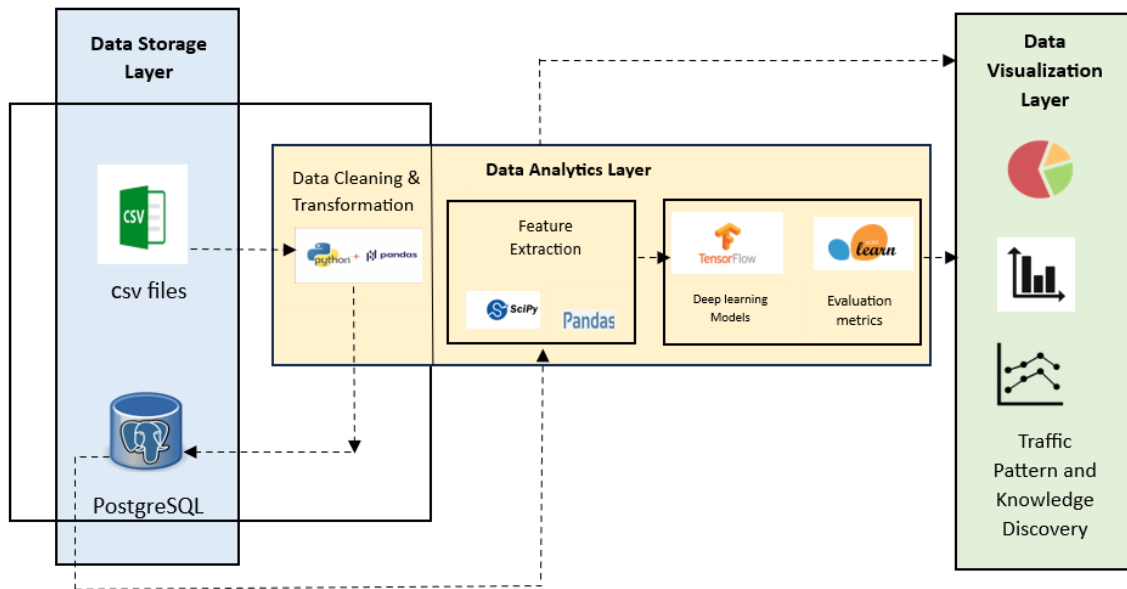 Data Storage
Layer
CSV
csv files
PostgreSQL
Data Cleaning &
Transformation
python + pandas
Data Analytics Layer
Feature
Extraction
SciPy
Pandas
TensorFlow
Deep learning
Models
learn
Evaluation
metrics
Data
Visualization
Layer
Traffic
Pattern and
Knowledge
Discovery